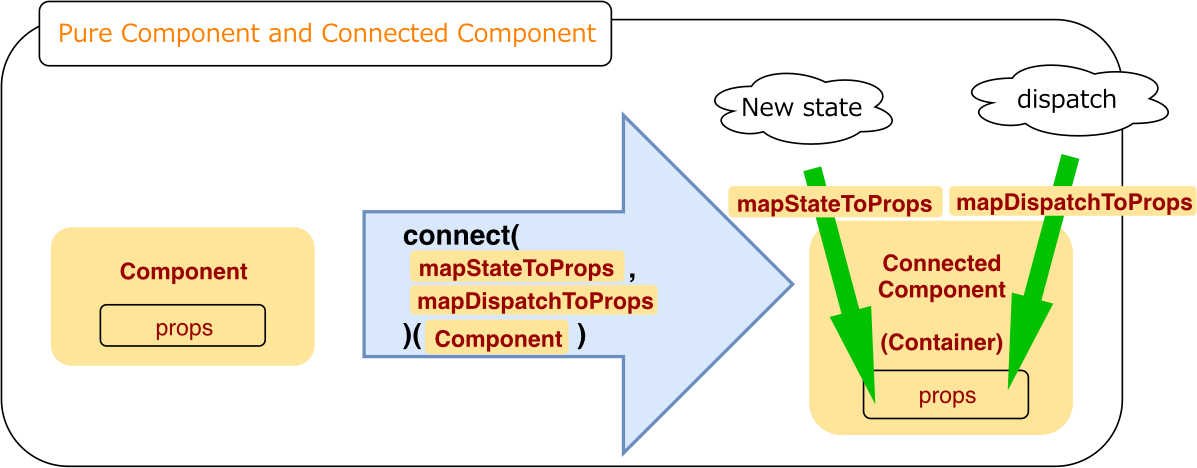 Pure Component and Connected Component
New state
dispatch
mapStateToProps
mapDispatchToProps
Component
props
connect(
mapStateToProps ,
mapDispatchToProps
)( Component )
Connected
Component
(Container)
props